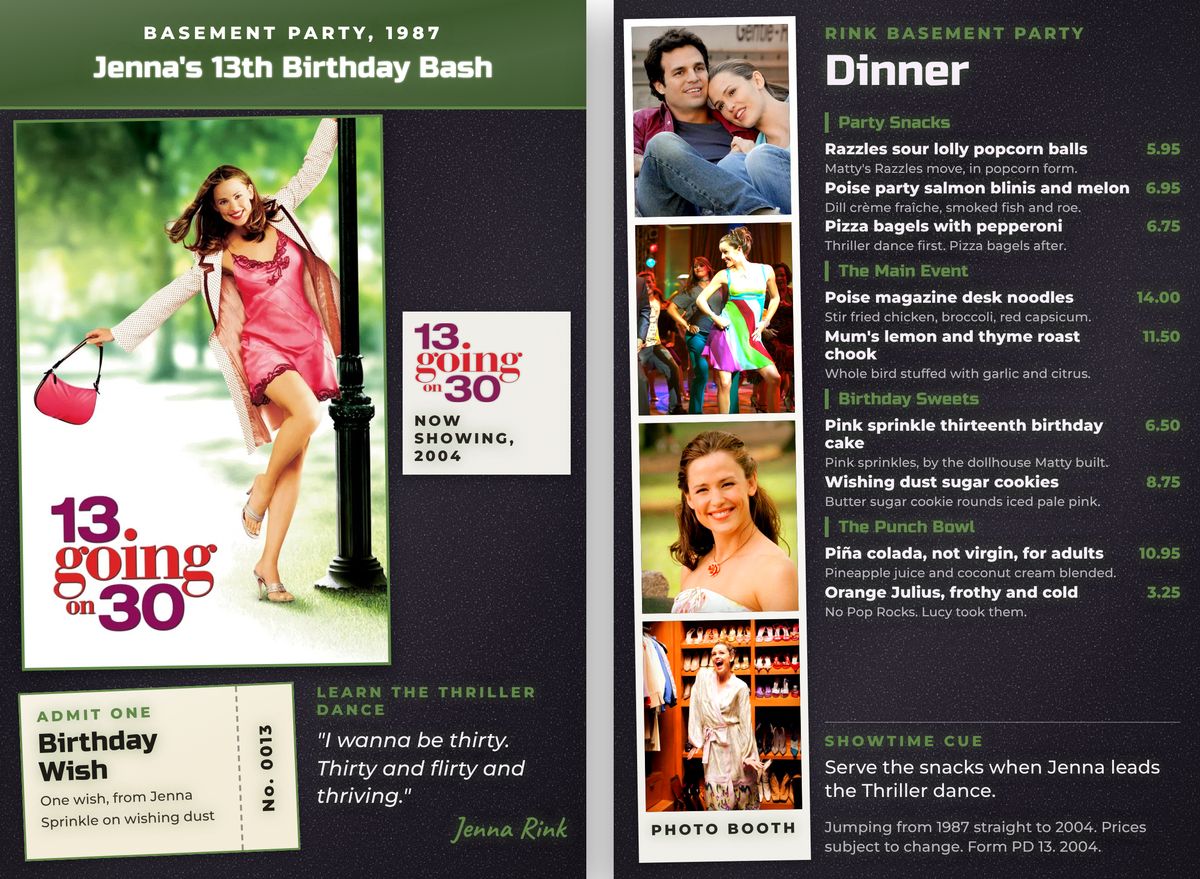 BASEMENT PARTY, 1987
Jenna's 13th Birthday Bash
13
going
on 30
13
going
on 30
NOW
SHOWING,
2004
ADMIT ONE
Birthday
Wish
One wish, from Jenna
Sprinkle on wishing dust
No. 0013
LEARN THE THRILLER
DANCE
"I wanna be thirty.
Thirty and flirty and
thriving."
Jenna Rink
PHOTO BOOTH
RINK BASEMENT PARTY
Dinner
Party Snacks
Razzles sour lolly popcorn balls 5.95
Matty's Razzles move, in popcorn form.
Poise party salmon blinis and melon 6.95
Dill crème fraîche, smoked fish and roe.
Pizza bagels with pepperoni 6.75
Thriller dance first. Pizza bagels after.
The Main Event
Poise magazine desk noodles 14.00
Stir fried chicken, broccoli, red capsicum.
Mum's lemon and thyme roast 11.50
chook
Whole bird stuffed with garlic and citrus.
Birthday Sweets
Pink sprinkle thirteenth birthday 6.50
cake
Pink sprinkles, by the dollhouse Matty built.
Wishing dust sugar cookies 8.75
Butter sugar cookie rounds iced pale pink.
The Punch Bowl
Piña colada, not virgin, for adults 10.95
Pineapple juice and coconut cream blended.
Orange Julius, frothy and cold 3.25
No Pop Rocks. Lucy took them.
SHOWTIME CUE
Serve the snacks when Jenna leads
the Thriller dance.
Jumping from 1987 straight to 2004. Prices
subject to change. Form PD 13. 2004.